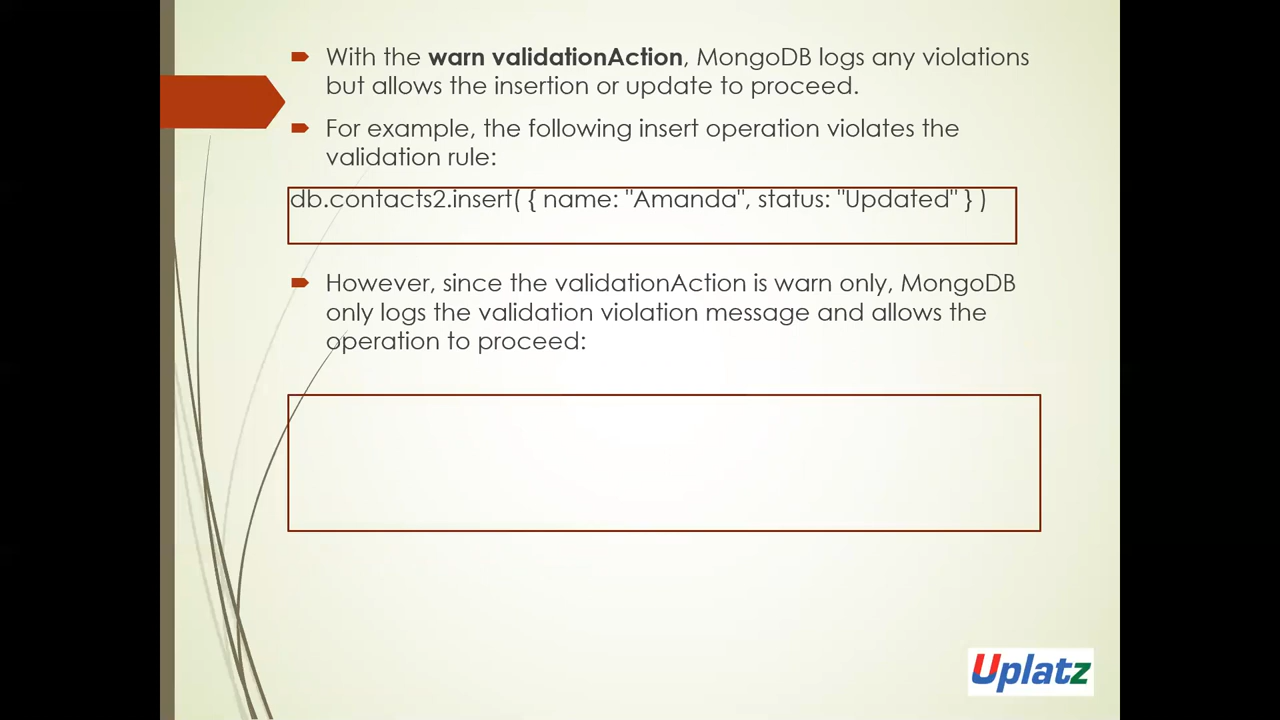 With the warn validationAction, MongoDB logs any violations
but allows the insertion or update to proceed.
For example, the following insert operation violates the
validation rule:
db.contacts2.insert( { name: "Amanda", status: "Updated" } )
However, since the validationAction is warn only, MongoDB
only logs the validation violation message and allows the
operation to proceed:
Uplatz